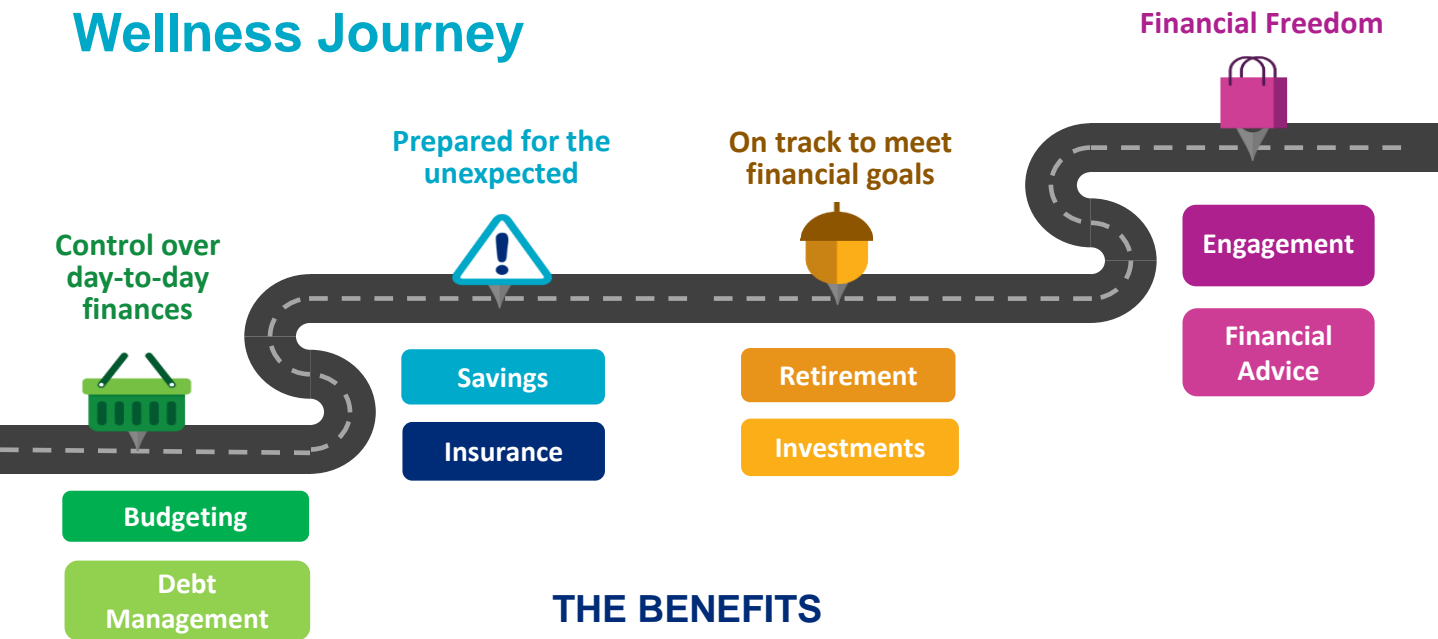 Wellness Journey
Financial Freedom
Prepared for the
unexpected
On track to meet
financial goals
Control over
day-to-day
finances
Engagement
Financial
Advice
Savings
Insurance
Retirement
Investments
Budgeting
Debt
Management
THE BENEFITS